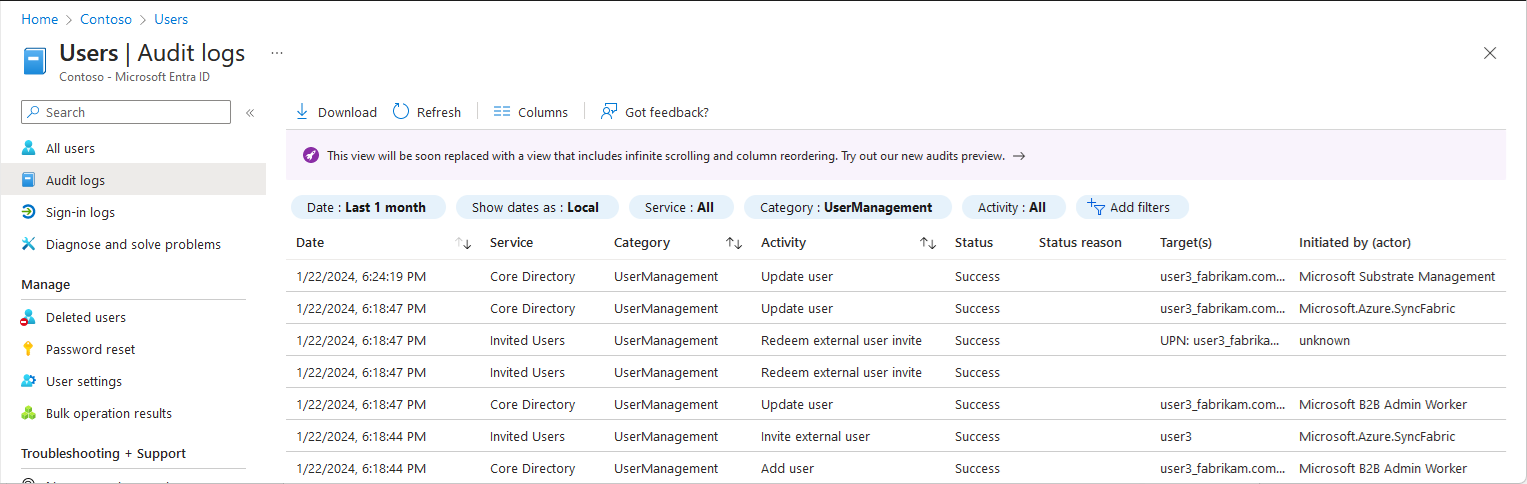 Home > Contoso > Users
Users | Audit logs ...
Contoso - Microsoft Entra ID
Search «
All users
Audit logs
Sign-in logs
Diagnose and solve problems
Manage
Deleted users
Password reset
User settings
Bulk operation results
Troubleshooting + Support
Download Refresh Columns Got feedback?
This view will be soon replaced with a view that includes infinite scrolling and column reordering. Try out our new audits preview. →
Date : Last 1 month Show dates as : Local Service : All Category : UserManagement Activity : All Add filters
Date Service Category Activity Status Status reason Target(s) Initiated by (actor)
1/22/2024, 6:24:19 PM Core Directory UserManagement Update user Success user3_fabrikam.com... Microsoft Substrate Management
1/22/2024, 6:18:47 PM Core Directory UserManagement Update user Success user3_fabrikam.com... Microsoft.Azure.SyncFabric
1/22/2024, 6:18:47 PM Invited Users UserManagement Redeem external user invite Success UPN: user3_fabrika... unknown
1/22/2024, 6:18:47 PM Invited Users UserManagement Redeem external user invite Success
1/22/2024, 6:18:47 PM Core Directory UserManagement Update user Success user3_fabrikam.com... Microsoft B2B Admin Worker
1/22/2024, 6:18:44 PM Invited Users UserManagement Invite external user Success user3 Microsoft.Azure.SyncFabric
1/22/2024, 6:18:44 PM Core Directory UserManagement Add user Success user3_fabrikam.com... Microsoft B2B Admin Worker